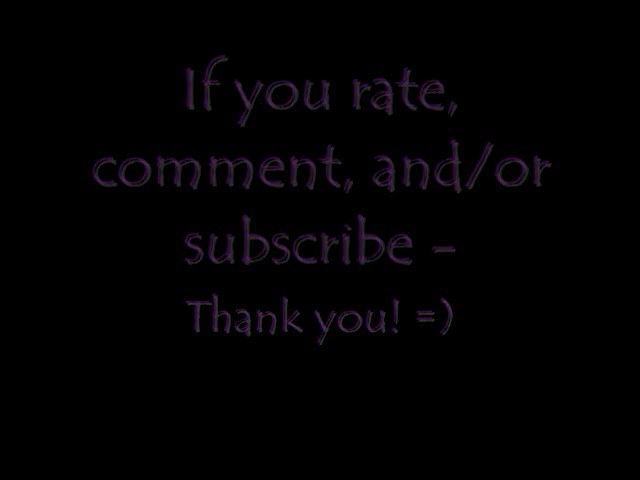 If you rate,
comment, and/or
subscribe -
Thank you! =)